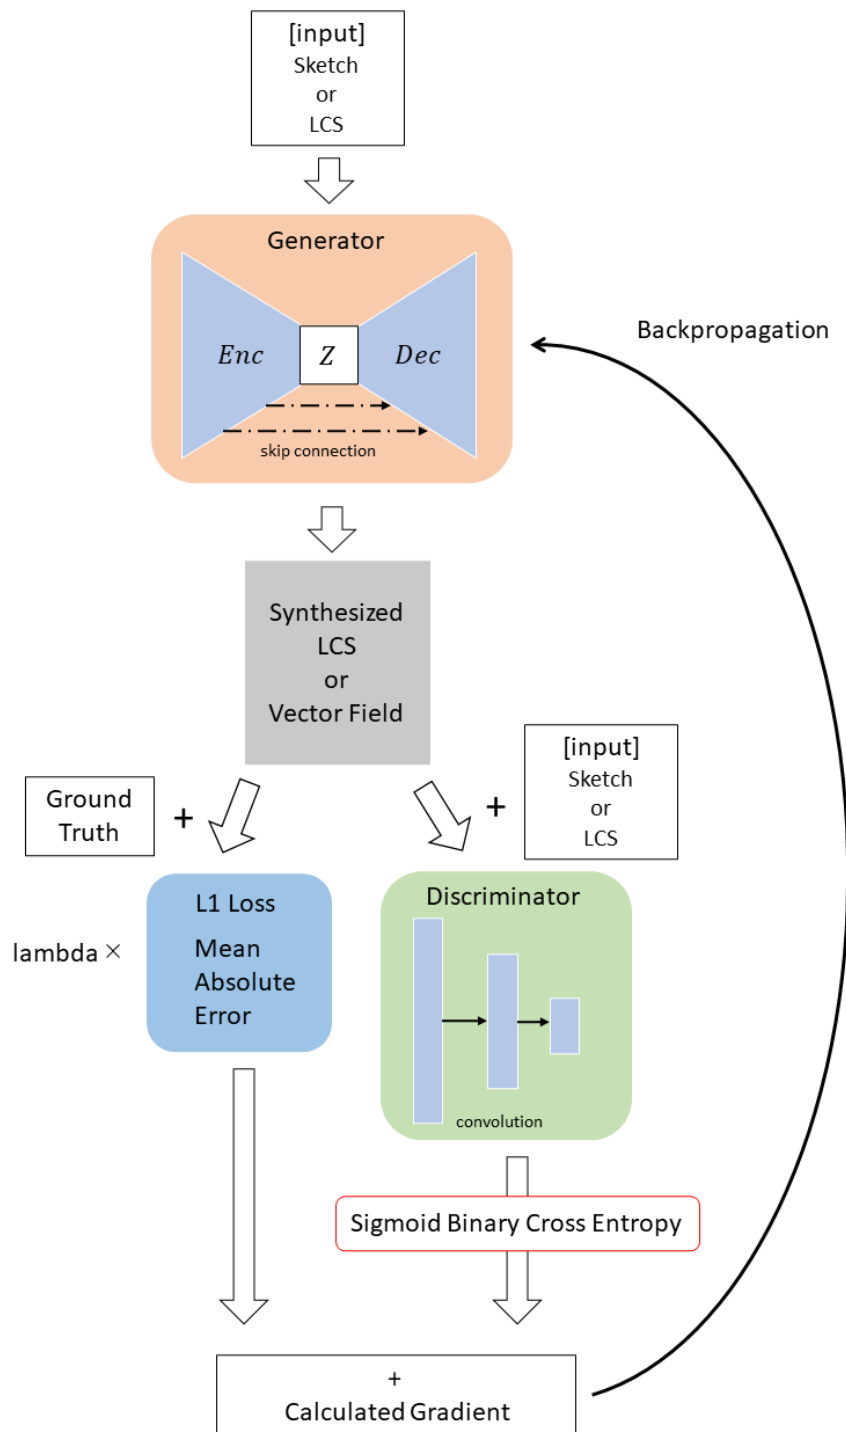 [input]
Sketch
or
LCS
Generator
Enc
Z
Dec
skip connection
Backpropagation
Synthesized
LCS
or
Vector Field
[input]
Sketch
or
LCS
Ground
Truth
+
+
L1 Loss
Mean
Absolute
Error
lambda ×
Discriminator
convolution
Sigmoid Binary Cross Entropy
+
Calculated Gradient